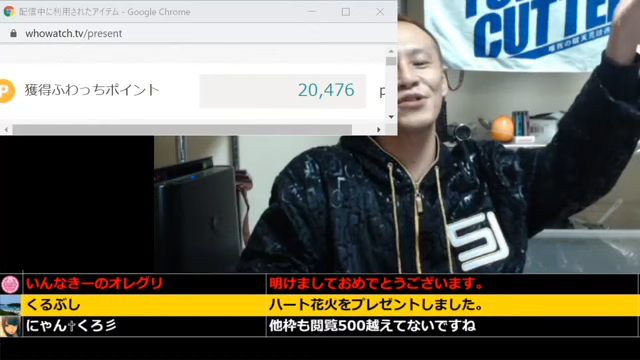 配信中に利用されたアイテム - Google Chrome
whowatch.tv/present
獲得ふわっちポイント 20,476 p
CUTTER
いんなきーのオレグリ 明けましておめでとうございます。
くるぶし ハート花火をプレゼントしました。
にゃん✝くろ彡 他枠も閲覧500越えてないですね